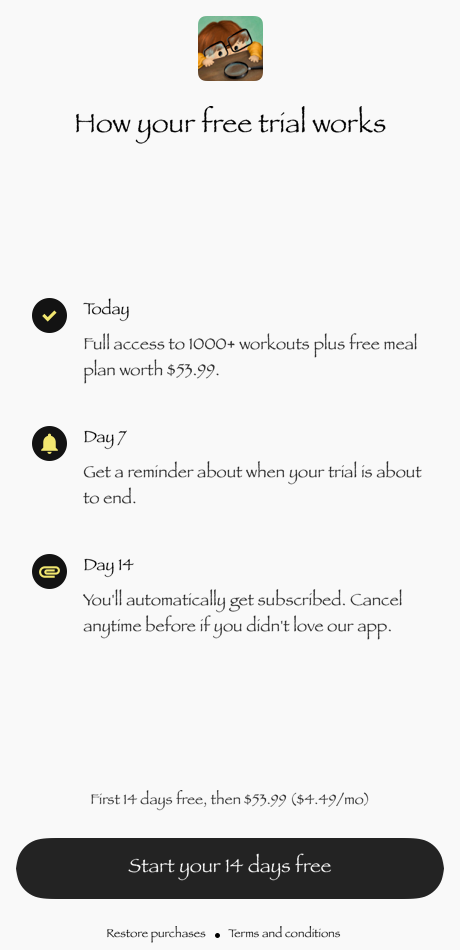 How your free trial works
Today
Full access to 1000+ workouts plus free meal
plan worth $53.99.
Day 7
Get a reminder about when your trial is about
to end.
Day 14
You'll automatically get subscribed. Cancel
anytime before if you didn't love our app.
First 14 days free, then $53.99 ($4.49/mo)
Start your 14 days free
Restore purchases • Terms and conditions